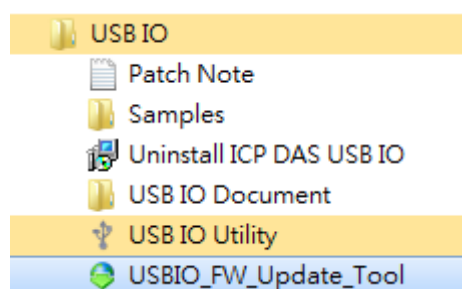 USB IO
Patch Note
Samples
Uninstall ICP DAS USB IO
USB IO Document
USB IO Utility
USBIO_FW_Update_Tool